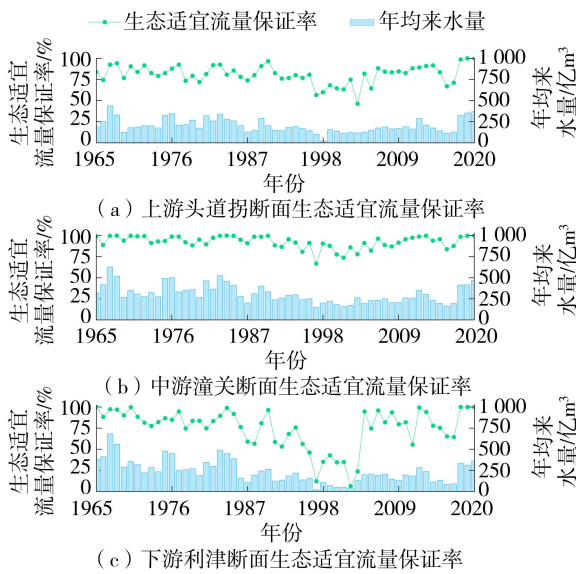 生态适宜流量保证率 年均来水量
生态适宜
流量保证率/%
100
75
50
25
0
1 000
750
500
250
0
年均来
水量/亿m³
1965 1976 1987 1998 2009 2020
年份
(a)上游头道拐断面生态适宜流量保证率
生态适宜
流量保证率/%
100
75
50
25
0
1 000
750
500
250
0
年均来
水量/亿m³
1965 1976 1987 1998 2009 2020
年份
(b)中游潼关断面生态适宜流量保证率
生态适宜
流量保证率/%
100
75
50
25
0
1 000
750
500
250
0
年均来
水量/亿m³
1965 1976 1987 1998 2009 2020
年份
(c)下游利津断面生态适宜流量保证率